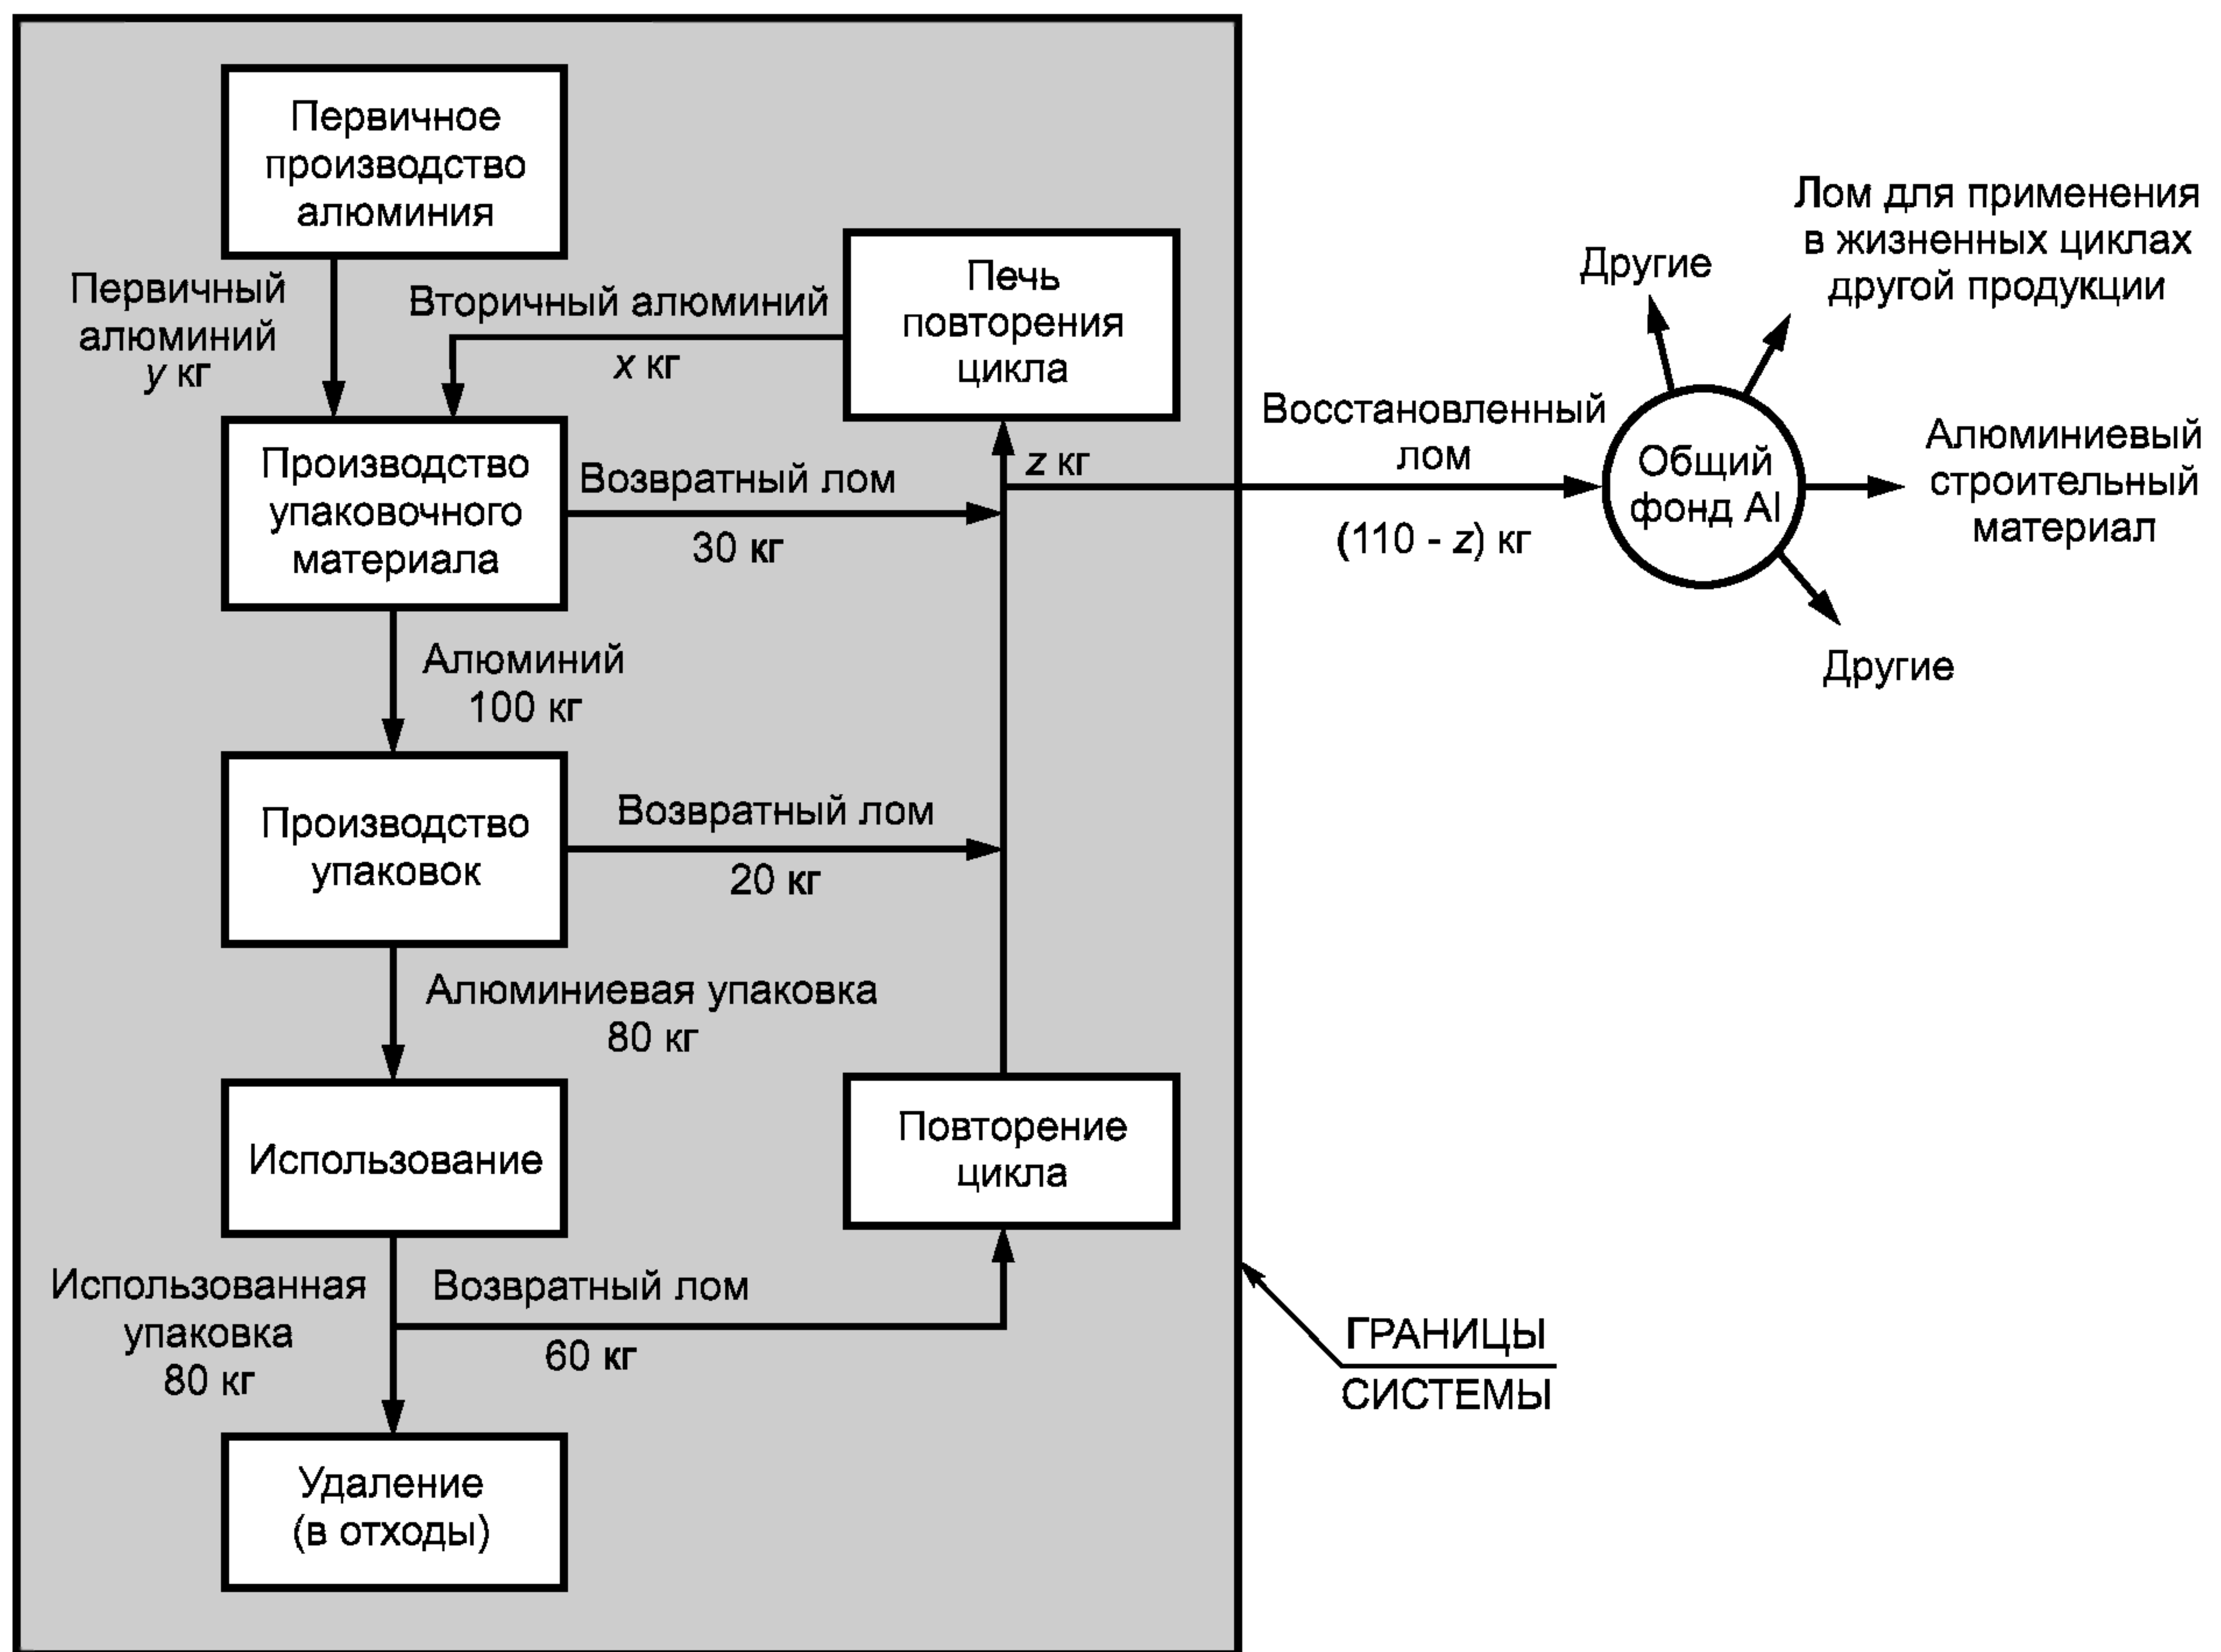 Первичное
производство
алюминия
Первичный
алюминий
y кг
Вторичный алюминий
x кг
Печь
повторения
цикла
Производство
упаковочного
материала
Возвратный лом
30 кг
z кг
Восстановленный
лом
(110 - z) кг
Общий
фонд Al
Другие
Лом для применения
в жизненных циклах
другой продукции
Алюминиевый
строительный
материал
Другие
Алюминий
100 кг
Производство
упаковок
Возвратный лом
20 кг
Алюминиевая упаковка
80 кг
Использование
Повторение
цикла
Использованная
упаковка
80 кг
Возвратный лом
60 кг
ГРАНИЦЫ
СИСТЕМЫ
Удаление
(в отходы)